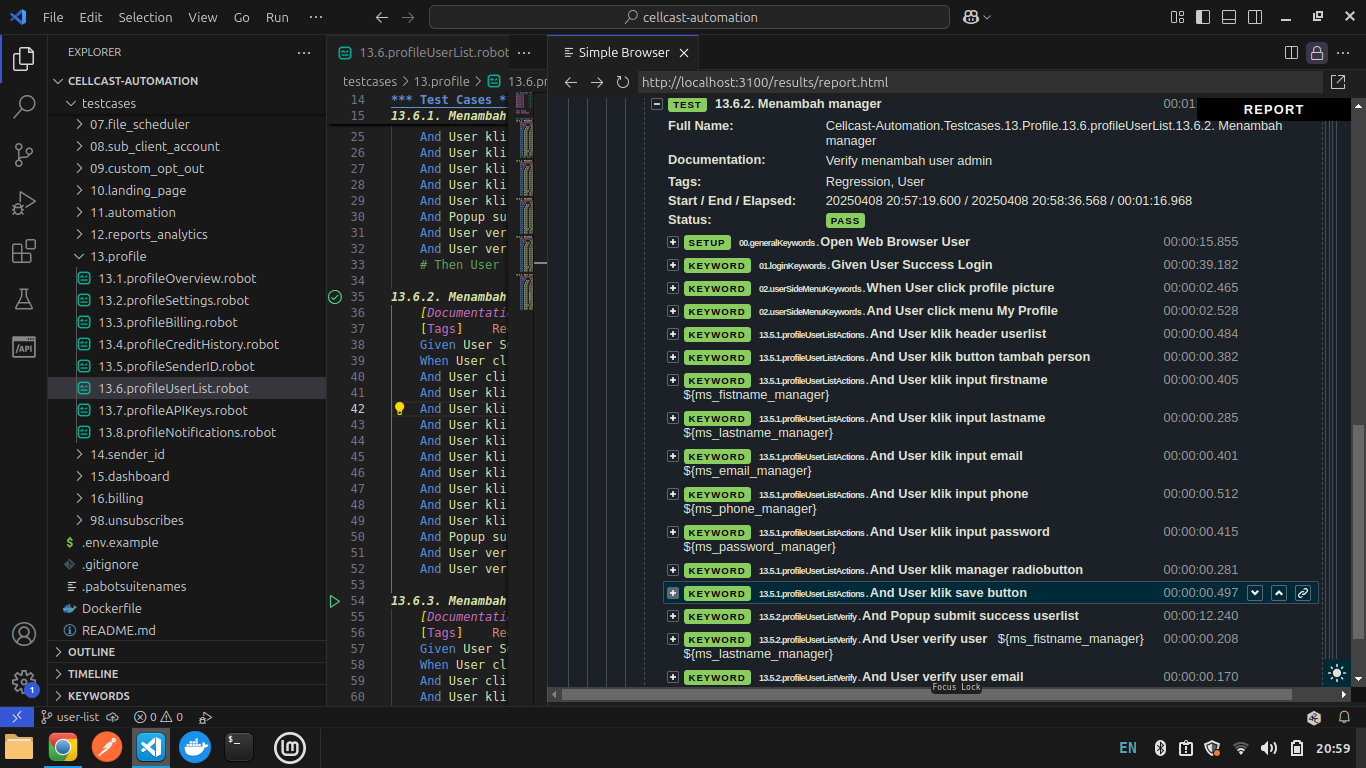 File Edit Selection View Go Run ··· cellcast-automation
EXPLORER ···
CELLCAST-AUTOMATION
testcases
07.file_scheduler
08.sub_client_account
09.custom_opt_out
10.landing_page
11.automation
12.reports_analytics
13.profile
13.1.profileOverview.robot
13.2.profileSettings.robot
13.3.profileBilling.robot
13.4.profileCreditHistory.robot
13.5.profileSenderID.robot
13.6.profileUserList.robot
13.7.profileAPIKeys.robot
13.8.profileNotifications.robot
14.sender_id
15.dashboard
16.billing
98.unsubscribes
.env.example
.gitignore
.pabotsuitenames
Dockerfile
README.md
OUTLINE
TIMELINE
KEYWORDS
/API
1
13.6.profileUserList.robot ···
testcases > 13.profile > 13.6.pr
14 *** Test Cases *
15 13.6.1. Menambah
25 And User kli
26 And User kli
27 And User kli
28 And User kli
29 And User kli
30 And Popup su
31 And User ver
32 And User ver
33 # Then User
34
35 13.6.2. Menambah
36 [Documentatic
37 [Tags] Re
38 Given User S
39 When User cl
40 And User cli
41 And User kli
42 And User kli
43 And User kli
44 And User kli
45 And User kli
46 And User kli
47 And User kli
48 And User kli
49 And User kli
50 And Popup su
51 And User ver
52 And User ver
53
54 13.6.3. Menambah
55 [Documentatic
56 [Tags] Re
57 Given User S
58 When User cl
59 And User cli
60 And User kli
Simple Browser ···
http://localhost:3100/results/report.html
REPORT
TEST 13.6.2. Menambah manager 00:01
Full Name: Cellcast-Automation.Testcases.13.Profile.13.6.profileUserList.13.6.2. Menambah
manager
Documentation: Verify menambah user admin
Tags: Regression, User
Start / End / Elapsed: 20250408 20:57:19.600 / 20250408 20:58:36.568 / 00:01:16.968
Status: PASS
SETUP 00.generalKeywords . Open Web Browser User 00:00:15.855
KEYWORD 01.loginKeywords . Given User Success Login 00:00:39.182
KEYWORD 02.userSideMenuKeywords . When User click profile picture 00:00:02.465
KEYWORD 02.userSideMenuKeywords . And User click menu My Profile 00:00:02.528
KEYWORD 13.5.1.profileUserListActions . And User klik header userlist 00:00:00.484
KEYWORD 13.5.1.profileUserListActions . And User klik button tambah person 00:00:00.382
KEYWORD 13.5.1.profileUserListActions . And User klik input firstname 00:00:00.405
${ms_fistname_manager}
KEYWORD 13.5.1.profileUserListActions . And User klik input lastname 00:00:00.285
${ms_lastname_manager}
KEYWORD 13.5.1.profileUserListActions . And User klik input email 00:00:00.401
${ms_email_manager}
KEYWORD 13.5.1.profileUserListActions . And User klik input phone 00:00:00.512
${ms_phone_manager}
KEYWORD 13.5.1.profileUserListActions . And User klik input password 00:00:00.415
${ms_password_manager}
KEYWORD 13.5.1.profileUserListActions . And User klik manager radiobutton 00:00:00.281
KEYWORD 13.5.1.profileUserListActions . And User klik save button 00:00:00.497
KEYWORD 13.5.2.profileUserListVerify . And Popup submit success userlist 00:00:12.240
KEYWORD 13.5.2.profileUserListVerify . And User verify user ${ms_fistname_manager} 00:00:00.208
${ms_lastname_manager}
KEYWORD 13.5.2.profileUserListVerify . And User verify user email 00:00:00.170
Focus Lock
user-list 0 0
EN 20:59